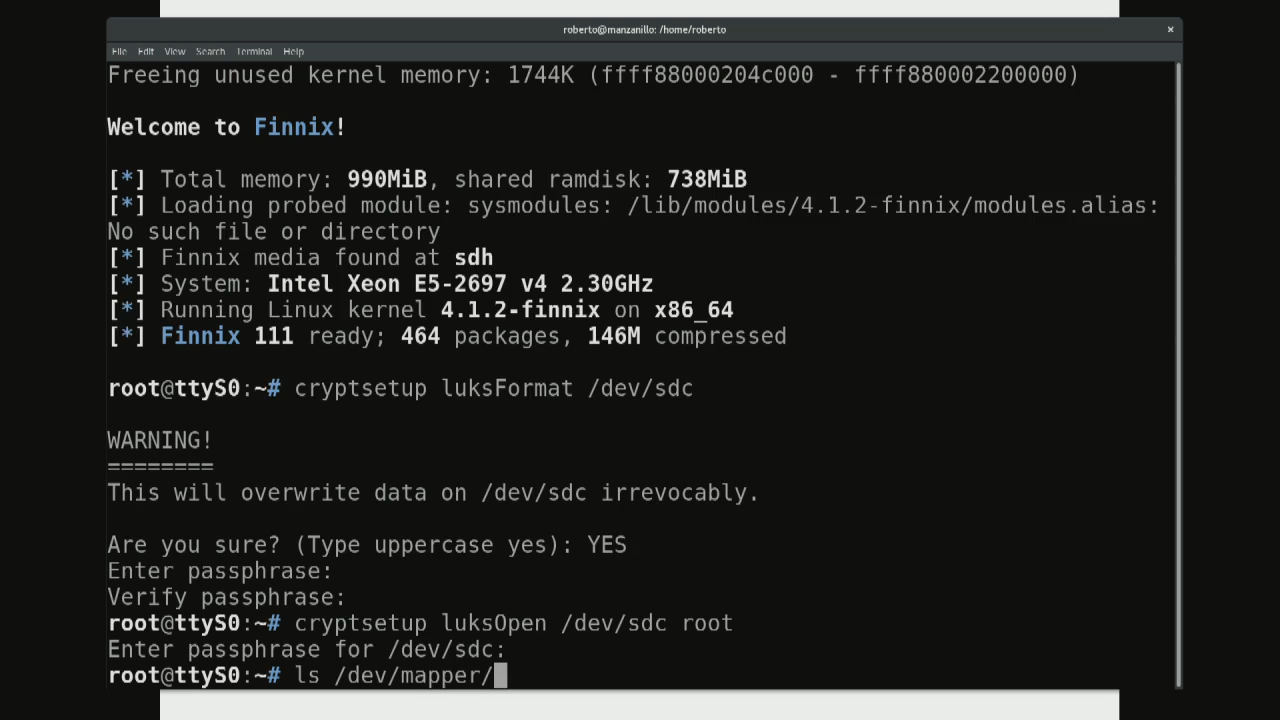 roberto@manzanillo: /home/roberto
×
File Edit View Search Terminal Help
Freeing unused kernel memory: 1744K (ffff88000204c000 - ffff880002200000)
Welcome to Finnix!
[*] Total memory: 990MiB, shared ramdisk: 738MiB
[*] Loading probed module: sysmodules: /lib/modules/4.1.2-finnix/modules.alias:
No such file or directory
[*] Finnix media found at sdh
[*] System: Intel Xeon E5-2697 v4 2.30GHz
[*] Running Linux kernel 4.1.2-finnix on x86_64
[*] Finnix 111 ready; 464 packages, 146M compressed
root@ttyS0:~# cryptsetup luksFormat /dev/sdc
WARNING!
========
This will overwrite data on /dev/sdc irrevocably.
Are you sure? (Type uppercase yes): YES
Enter passphrase:
Verify passphrase:
root@ttyS0:~# cryptsetup luksOpen /dev/sdc root
Enter passphrase for /dev/sdc:
root@ttyS0:~# ls /dev/mapper/